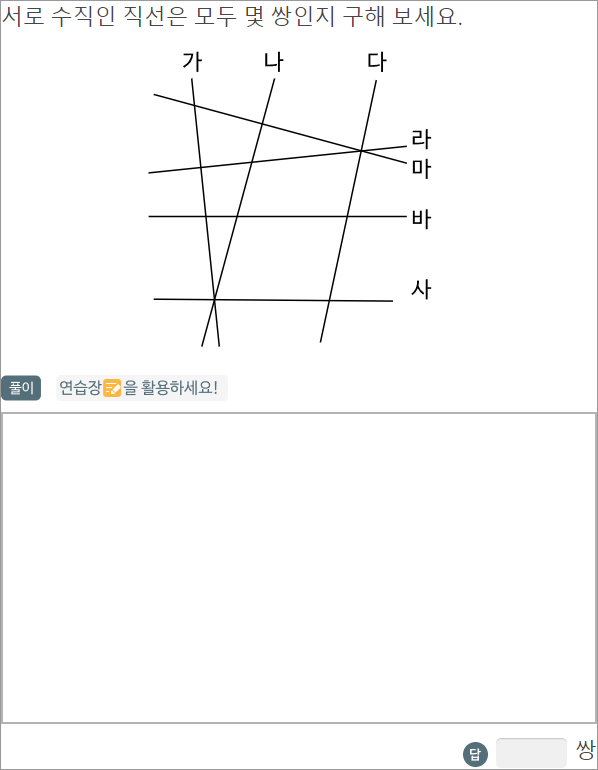 서로 수직인 직선은 모두 몇 쌍인지 구해 보세요.
가 나 다
라
마
바
사
풀이 연습장을 활용하세요!
답 쌍